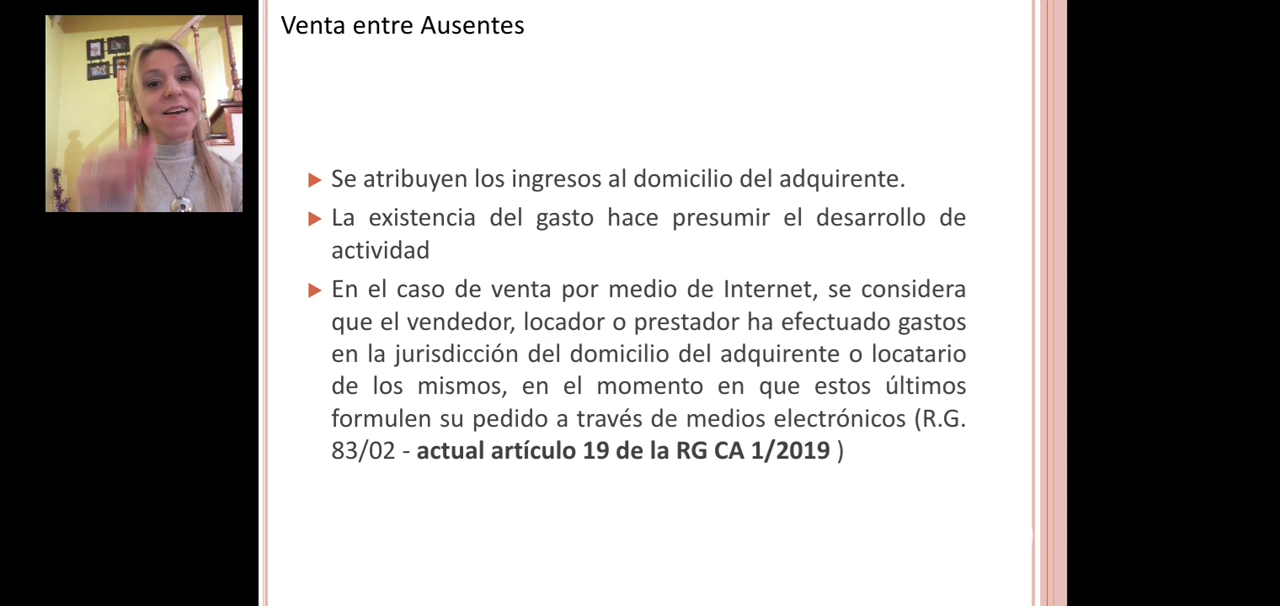 Venta entre Ausentes
Se atribuyen los ingresos al domicilio del adquirente.
La existencia del gasto hace presumir el desarrollo de
actividad
En el caso de venta por medio de Internet, se considera
que el vendedor, locador o prestador ha efectuado gastos
en la jurisdicción del domicilio del adquirente o locatario
de los mismos, en el momento en que estos últimos
formulen su pedido a través de medios electrónicos (R.G.
83/02 - actual artículo 19 de la RG CA 1/2019 )